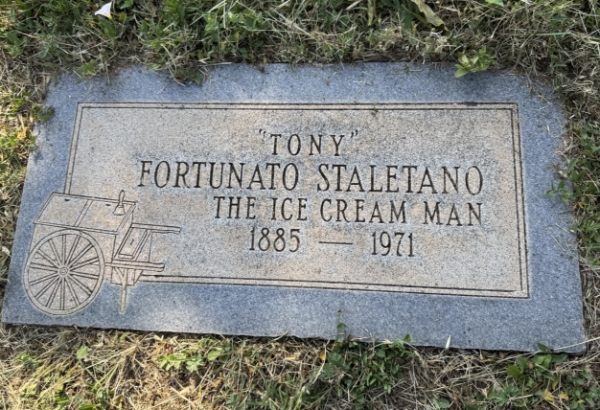 "TONY"
FORTUNATO STALETANO
THE ICE CREAM MAN
1885 — 1971